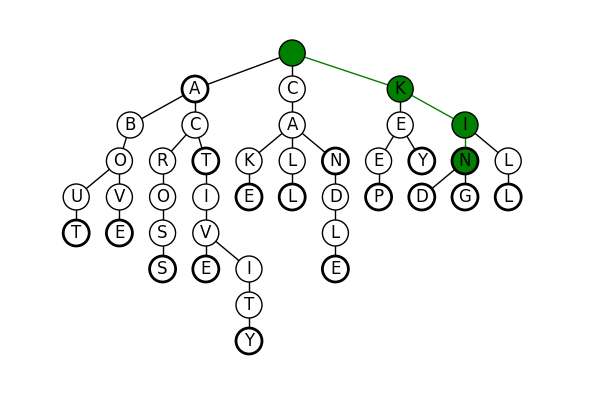 A C K
B C A E I
O R T K L N E Y N L
U V O I E L D P D G L
T E S V L
S E I E
T
Y